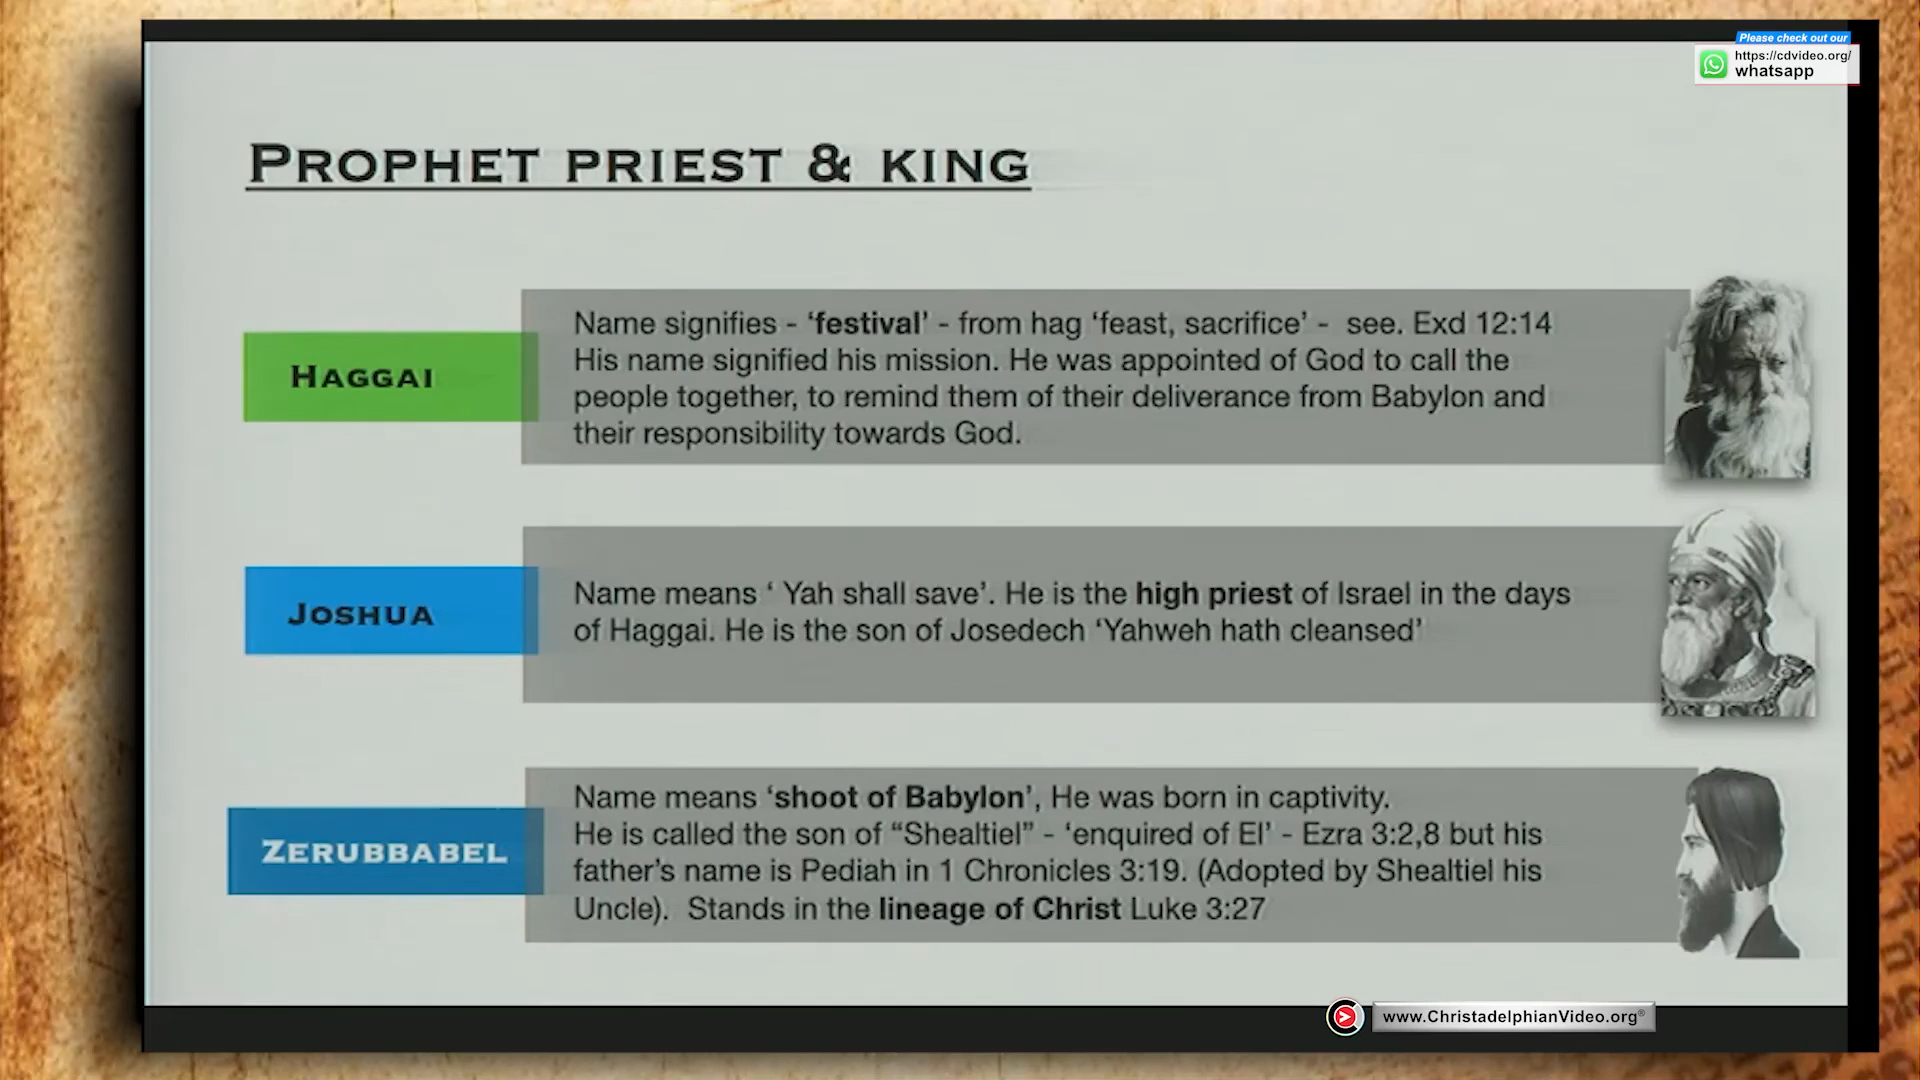 Please check out our
https://cdvideo.org/
whatsapp
PROPHET PRIEST & KING
HAGGAI
Name signifies - ‘festival’ - from hag ‘feast, sacrifice’ - see. Exd 12:14
His name signified his mission. He was appointed of God to call the
people together, to remind them of their deliverance from Babylon and
their responsibility towards God.
JOSHUA
Name means ‘ Yah shall save’. He is the high priest of Israel in the days
of Haggai. He is the son of Josedech ‘Yahweh hath cleansed’
ZERUBBABEL
Name means ‘shoot of Babylon’, He was born in captivity.
He is called the son of “Shealtiel” - ‘enquired of El’ - Ezra 3:2,8 but his
father’s name is Pediah in 1 Chronicles 3:19. (Adopted by Shealtiel his
Uncle). Stands in the lineage of Christ Luke 3:27
www.ChristadelphianVideo.org®